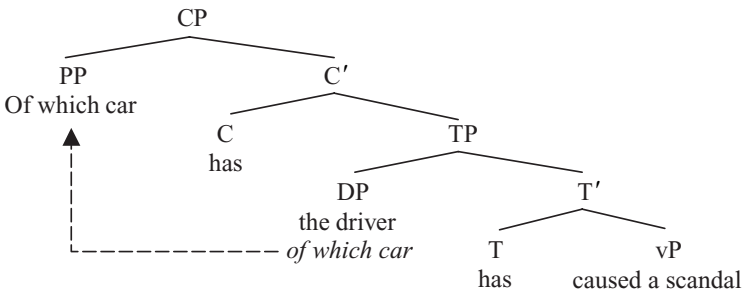 CP
PP
C′
Of which car
C
TP
has
DP
T′
the driver
of which car
T
vP
has
caused a scandal